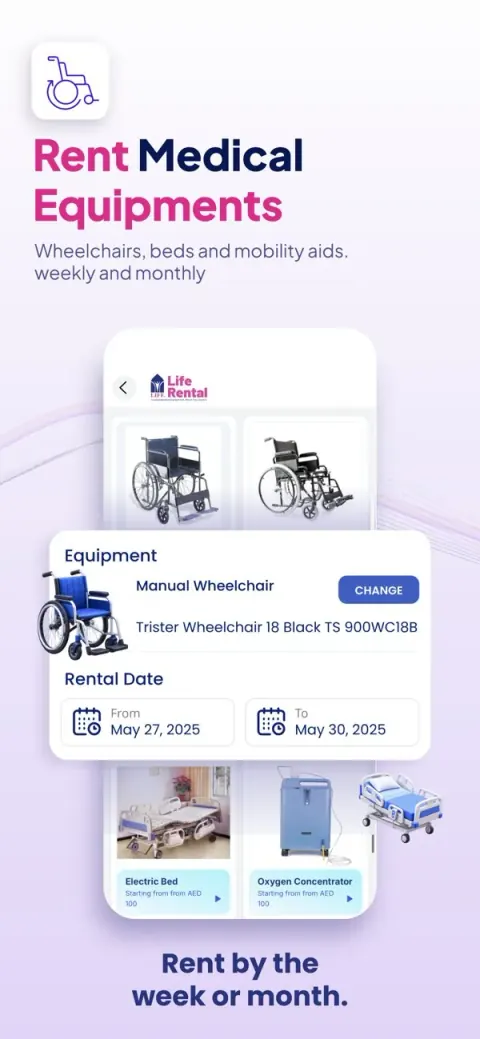 Rent Medical
Equipments
Wheelchairs, beds and mobility aids.
weekly and monthly
LIFE
Life
Rental
Equipment
Manual Wheelchair
CHANGE
Trister Wheelchair 18 Black TS 900WC18B
Rental Date
From
May 27, 2025
To
May 30, 2025
Electric Bed
Starting from from AED
100
Oxygen Concentrator
Starting from from AED
100
Rent by the
week or month.